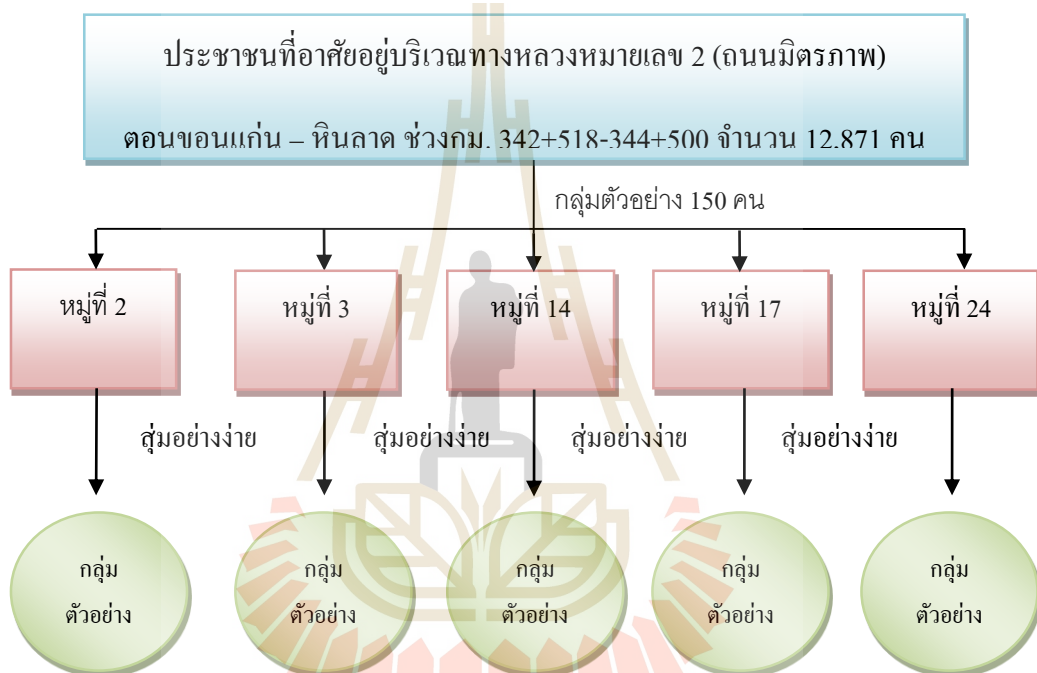 ประชาชนที่อาศัยอยู่บริเวณทางหลวงหมายเลข 2 (ถนนมิตรภาพ)
ตอนขอนแก่น – หินลาด ช่วงกม. 342+518-344+500 จำนวน 12.871 คน
กลุ่มตัวอย่าง 150 คน
หมู่ที่ 2
หมู่ที่ 3
หมู่ที่ 14
หมู่ที่ 17
หมู่ที่ 24
สุ่มอย่างง่าย
สุ่มอย่างง่าย
สุ่มอย่างง่าย
สุ่มอย่างง่าย
กลุ่ม
ตัวอย่าง
กลุ่ม
ตัวอย่าง
กลุ่ม
ตัวอย่าง
กลุ่ม
ตัวอย่าง
กลุ่ม
ตัวอย่าง